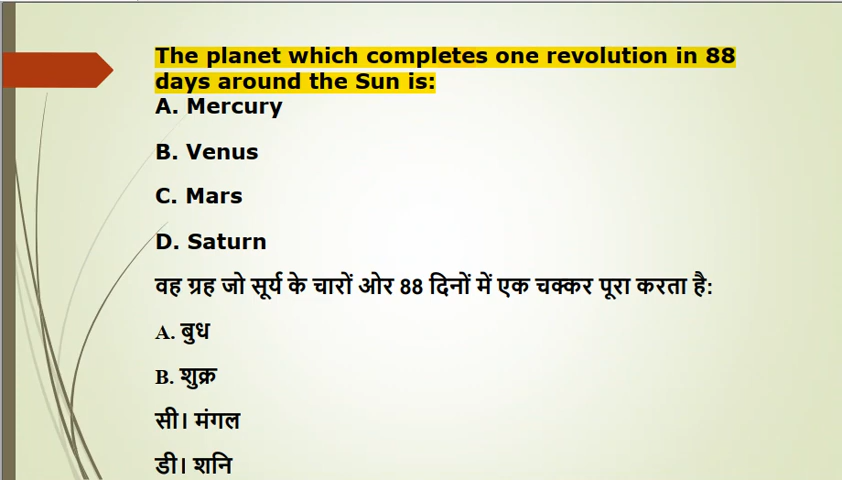 The planet which completes one revolution in 88
days around the Sun is:
A. Mercury
B. Venus
C. Mars
D. Saturn
वह ग्रह जो सूर्य के चारों ओर 88 दिनों में एक चक्कर पूरा करता है:
A. बुध
B. शुक्र
सी। मंगल
डी। शनि